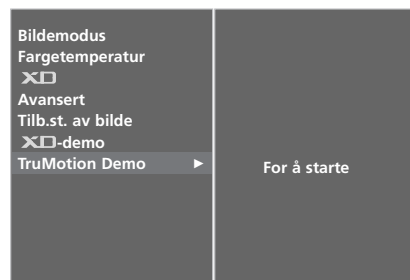 Bildemodus
Fargetemperatur
XD
Avansert
Tilb.st. av bilde
XD-demo
TruMotion Demo ►
For å starte